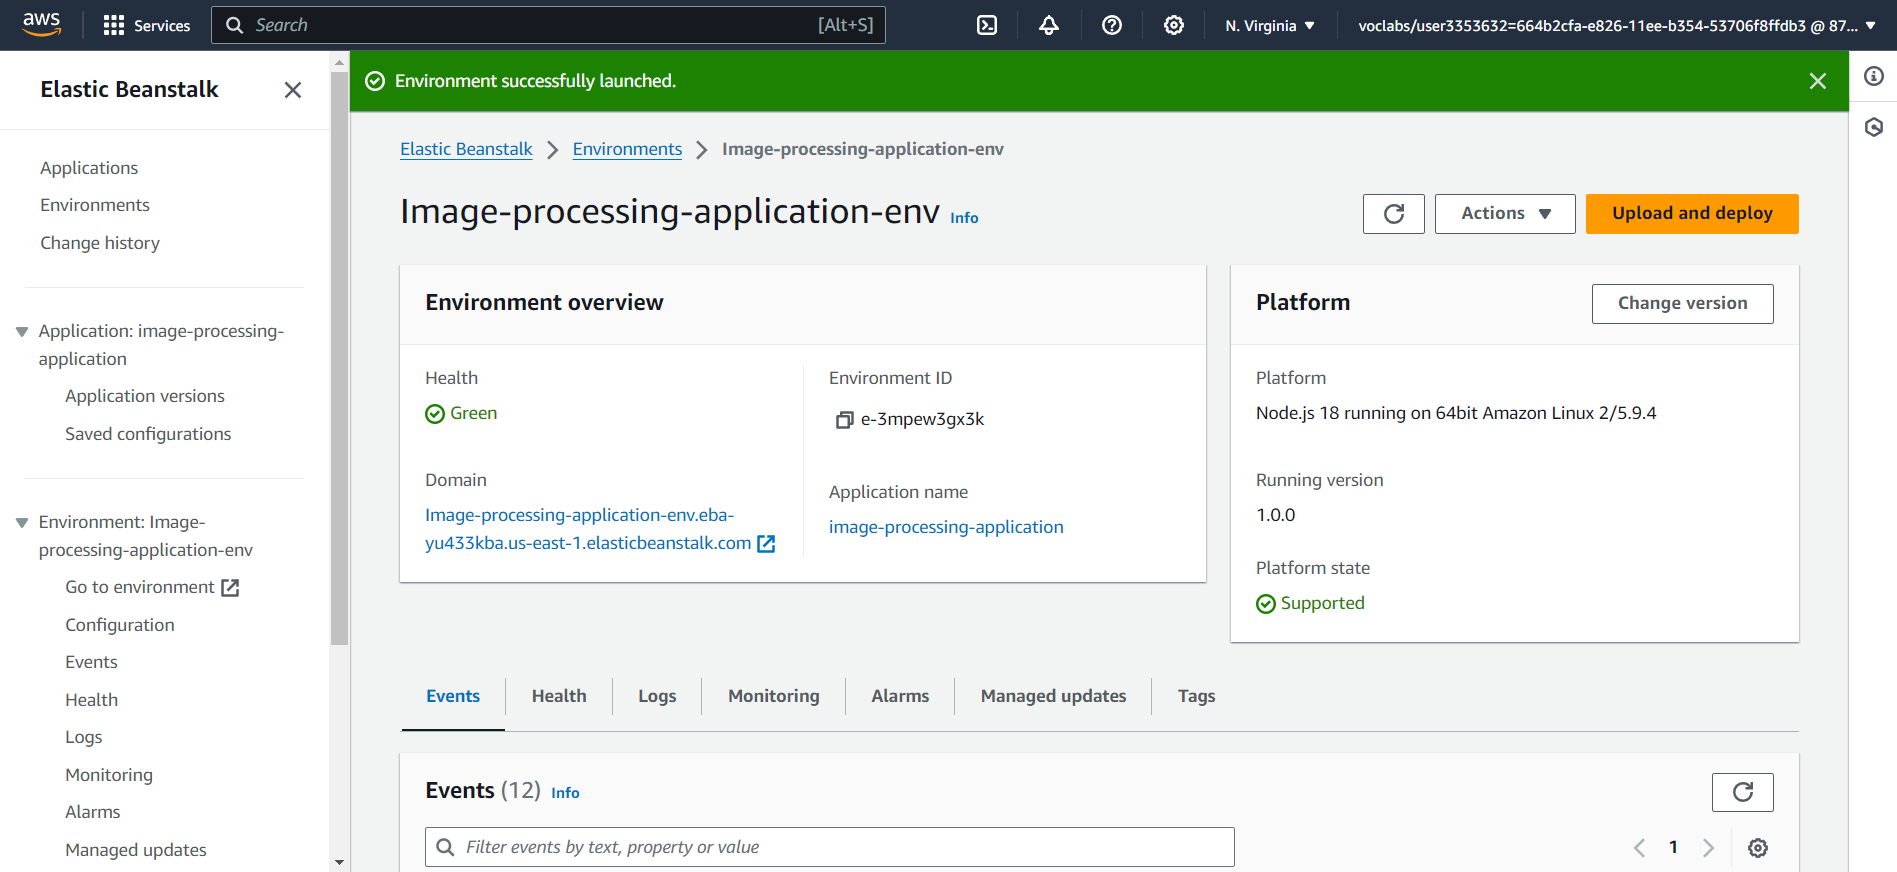 aws
Services
Search
[Alt+S]
N. Virginia
voclabs/user3353632=664b2cfa-e826-11ee-b354-53706f8ffdb3 @ 87...
Elastic Beanstalk
Applications
Environments
Change history
Application: image-processing-
application
Application versions
Saved configurations
Environment: Image-
processing-application-env
Go to environment
Configuration
Events
Health
Logs
Monitoring
Alarms
Managed updates
Environment successfully launched.
Elastic Beanstalk
Environments
Image-processing-application-env
Image-processing-application-env Info
Actions
Upload and deploy
Environment overview
Health
Green
Domain
Image-processing-application-env.eba-
yu433kba.us-east-1.elasticbeanstalk.com
Environment ID
e-3mpew3gx3k
Application name
image-processing-application
Platform
Change version
Platform
Node.js 18 running on 64bit Amazon Linux 2/5.9.4
Running version
1.0.0
Platform state
Supported
Events
Health
Logs
Monitoring
Alarms
Managed updates
Tags
Events (12) Info
Filter events by text, property or value
1